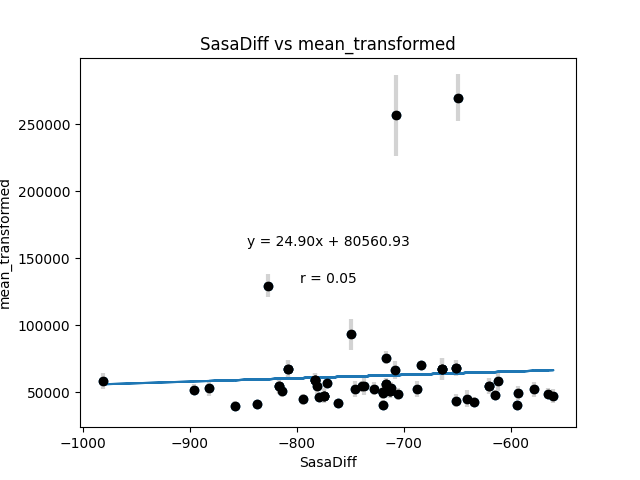 SasaDiff vs mean_transformed
mean_transformed
250000
200000
150000
100000
50000
y = 24.90x + 80560.93
r = 0.05
−1000
−900
−800
−700
−600
SasaDiff